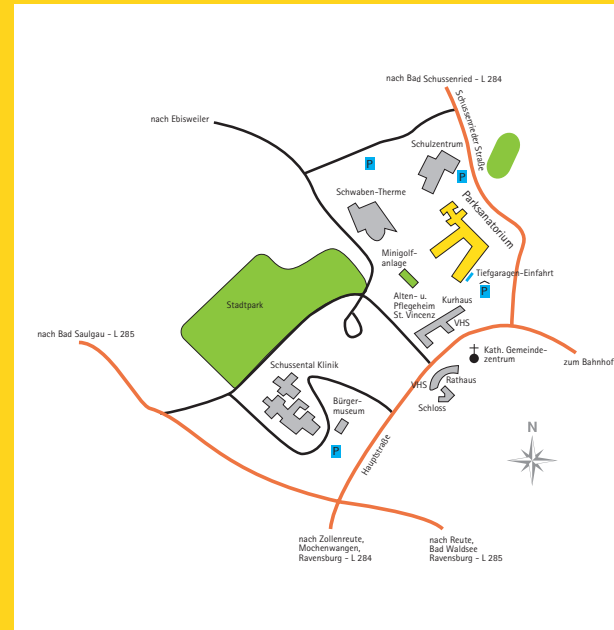 nach Bad Schussenried - L 284
Schussenrieder Straße
nach Ebisweiler
Schulzentrum
P
P
Schwaben-Therme
Parksanatorium
Minigolf-
anlage
Tiefgaragen-Einfahrt
P
Stadtpark
Alten- u.
Pflegeheim
St. Vincenz
Kurhaus
VHS
nach Bad Saulgau - L 285
Kath. Gemeinde-
zentrum
zum Bahnhof
Schussental Klinik
VHS
Rathaus
Schloss
Bürger-
museum
P
Hauptstraße
N
nach Zollenreute,
Mochenwangen,
Ravensburg - L 284
nach Reute,
Bad Waldsee
Ravensburg - L 285